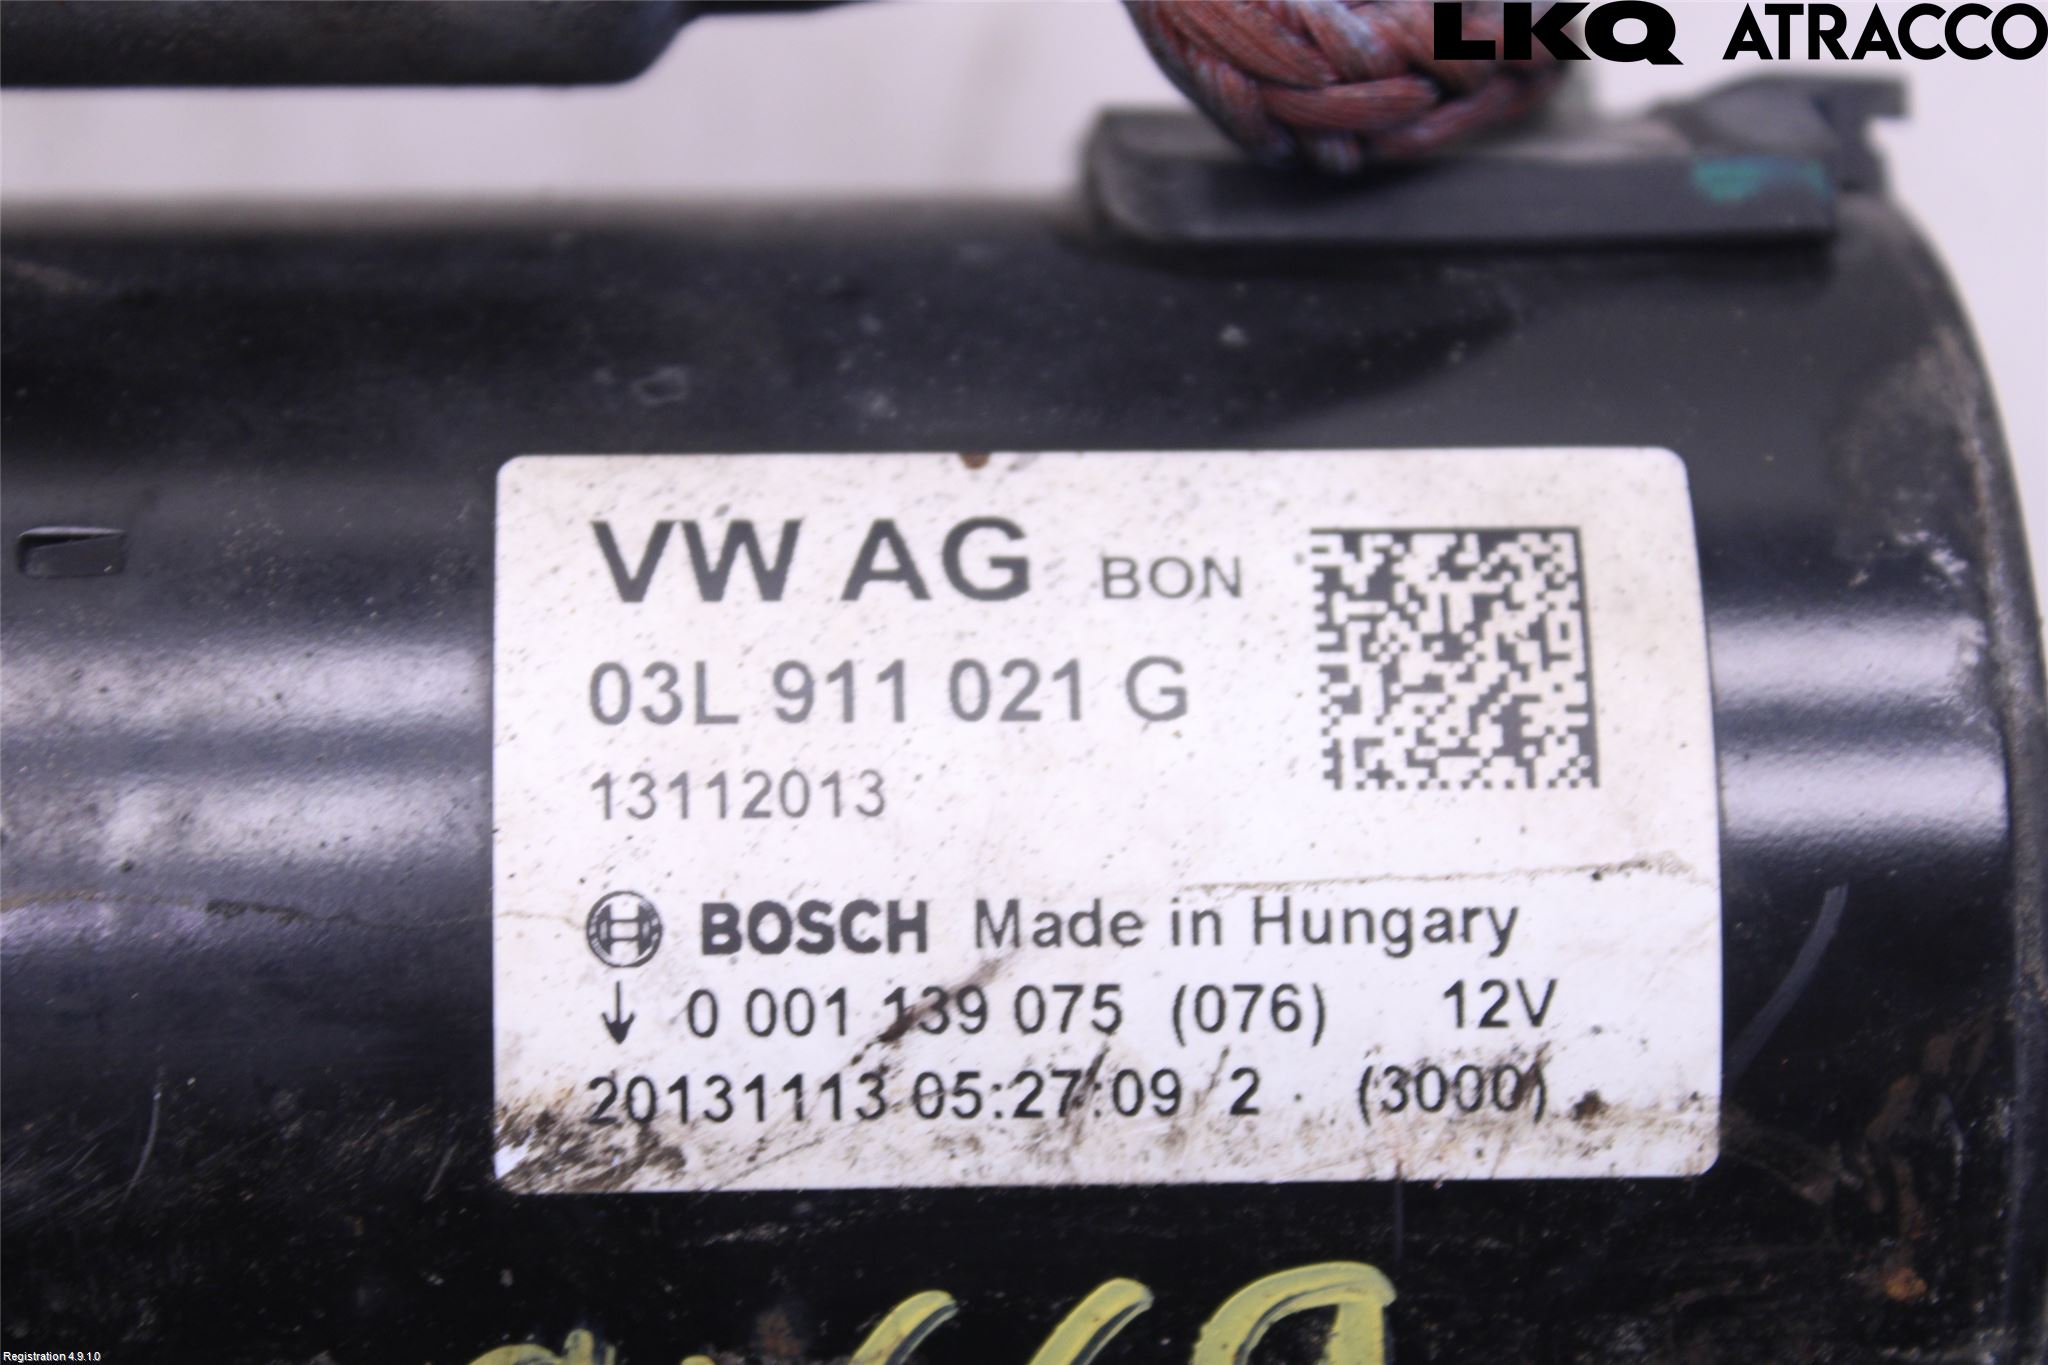 LKQ ATRACCO
VW AG BON
03L 911 021 G
13112013
BOSCH Made in Hungary
↓ 0 001 139 075 (076) 12V
20131113 05:27:09 2 (3000)
Registration 4.9.1.0